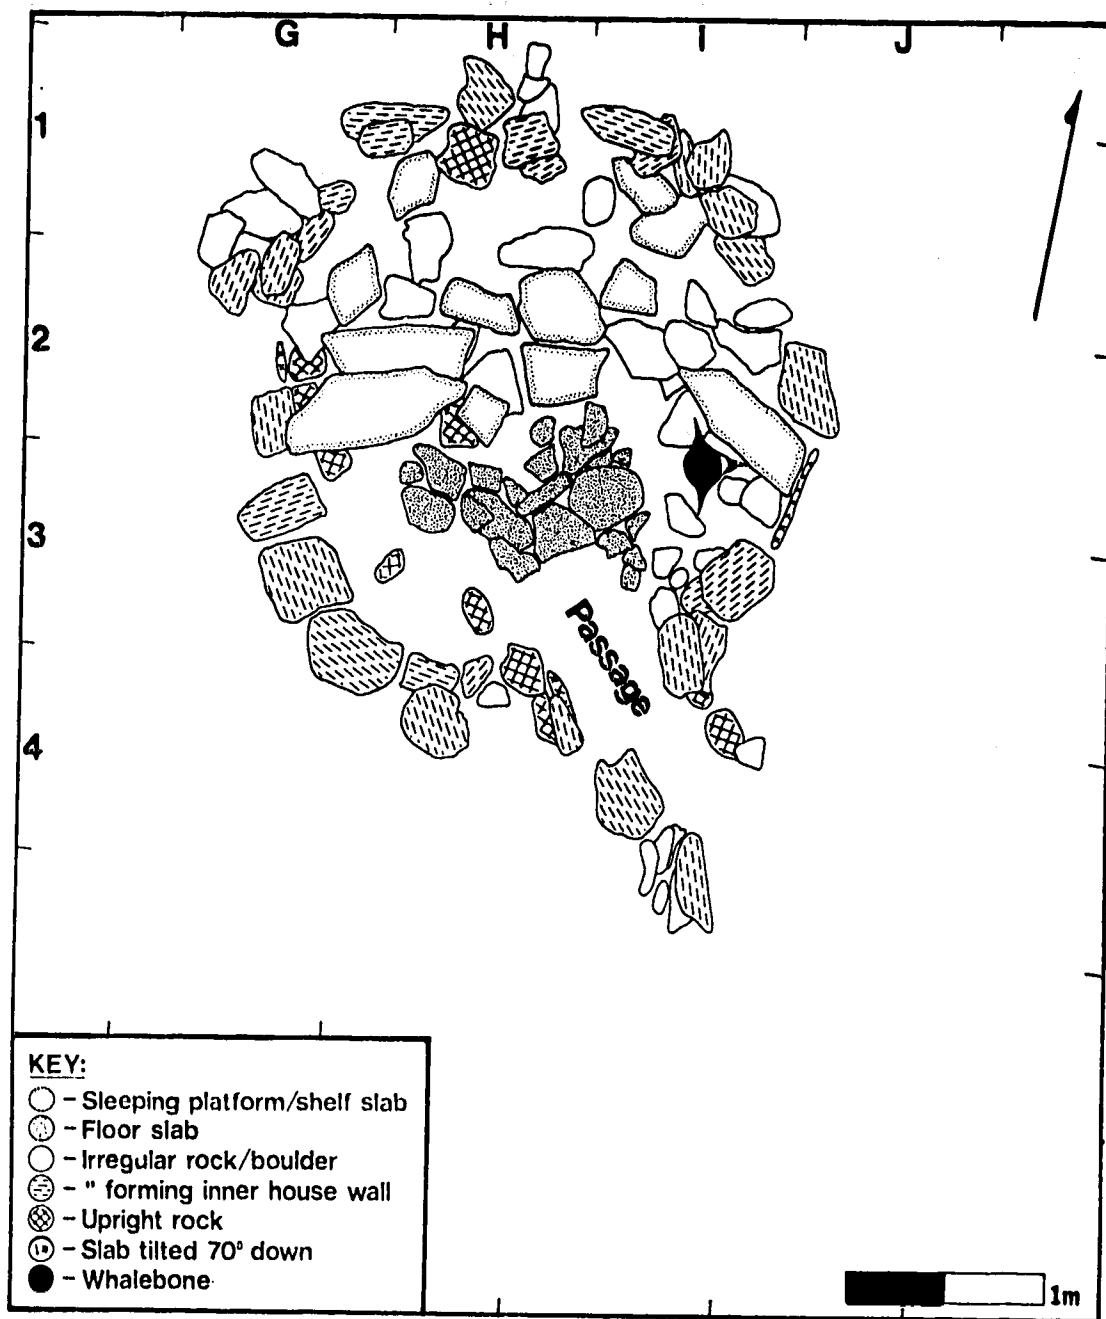 G H I J
1
2
3
4
Passage
KEY:
- Sleeping platform/shelf slab
- Floor slab
- Irregular rock/boulder
- " forming inner house wall
- Upright rock
- Slab tilted 70° down
- Whalebone
1m